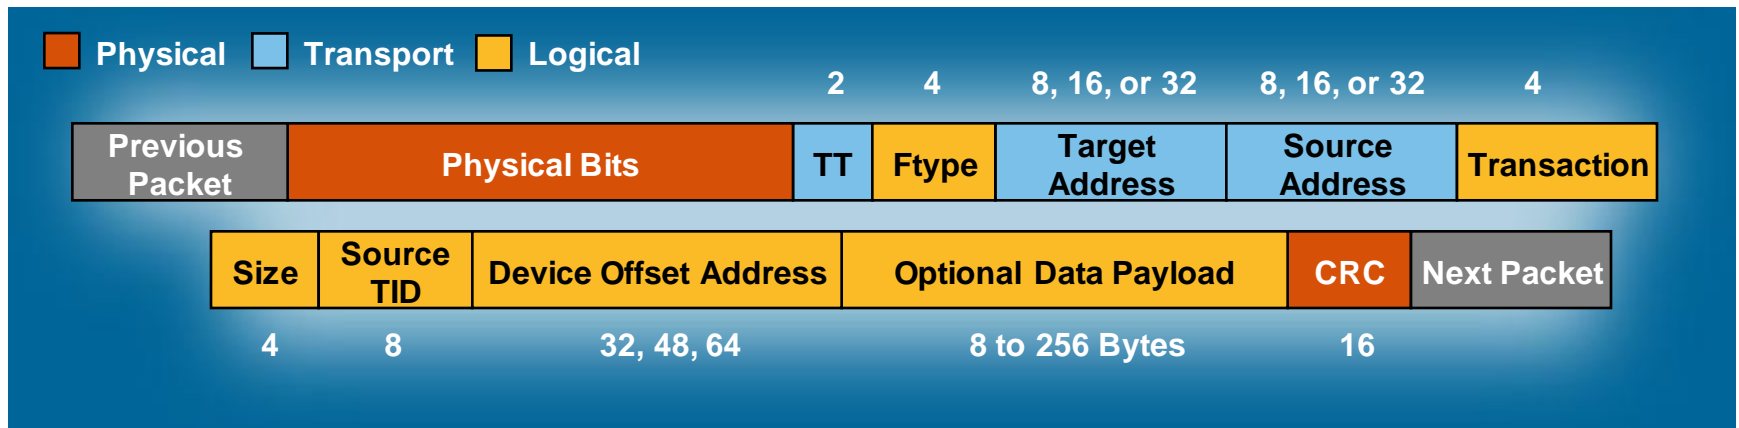 Physical Transport Logical
2 4 8, 16, or 32 8, 16, or 32 4
Previous Packet Physical Bits TT Ftype Target Address Source Address Transaction
Size Source TID Device Offset Address Optional Data Payload CRC Next Packet
4 8 32, 48, 64 8 to 256 Bytes 16